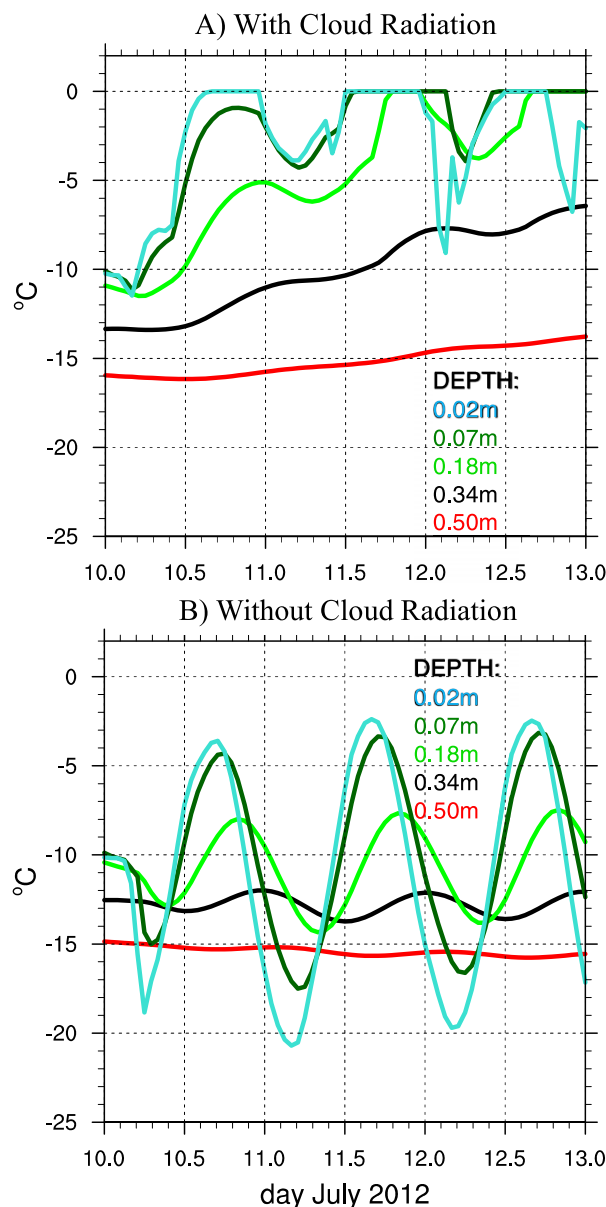 A) With Cloud Radiation
0
-5
-10
-15
-20
-25
°C
DEPTH:
0.02m
0.07m
0.18m
0.34m
0.50m
10.0 10.5 11.0 11.5 12.0 12.5 13.0
B) Without Cloud Radiation
0
-5
-10
-15
-20
-25
°C
DEPTH:
0.02m
0.07m
0.18m
0.34m
0.50m
10.0 10.5 11.0 11.5 12.0 12.5 13.0
day July 2012